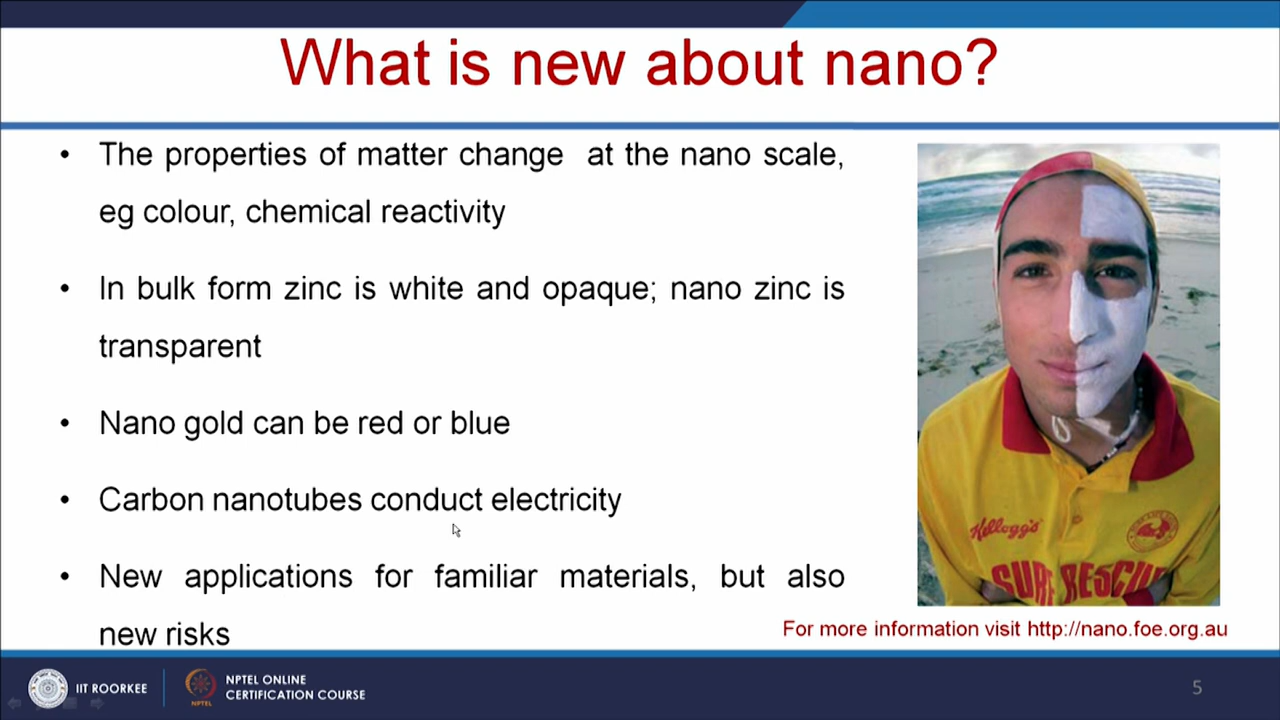 What is new about nano?
• The properties of matter change at the nano scale,
eg colour, chemical reactivity
• In bulk form zinc is white and opaque; nano zinc is
transparent
• Nano gold can be red or blue
• Carbon nanotubes conduct electricity
• New applications for familiar materials, but also
new risks
Kellogg's
SURF RESCUE
For more information visit http://nano.foe.org.au
IIT ROORKEE
NPTEL
NPTEL ONLINE
CERTIFICATION COURSE
5